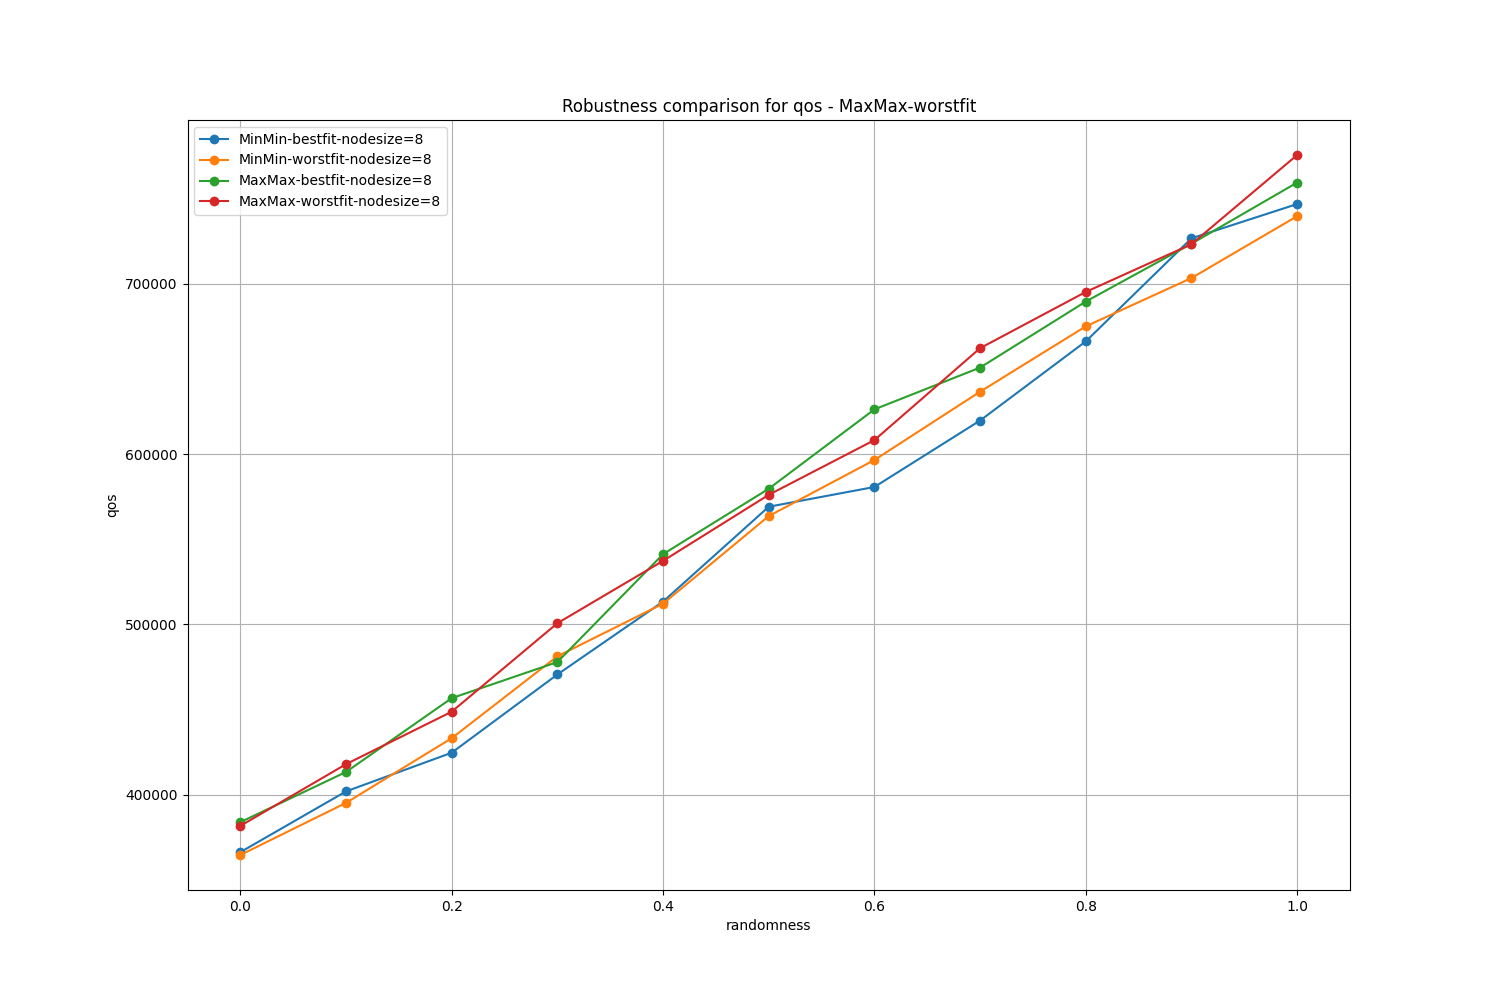 Robustness comparison for qos - MaxMax-worstfit
MinMin-bestfit-nodesize=8
MinMin-worstfit-nodesize=8
MaxMax-bestfit-nodesize=8
MaxMax-worstfit-nodesize=8
700000
600000
500000
400000
qos
0.0 0.2 0.4 0.6 0.8 1.0
randomness